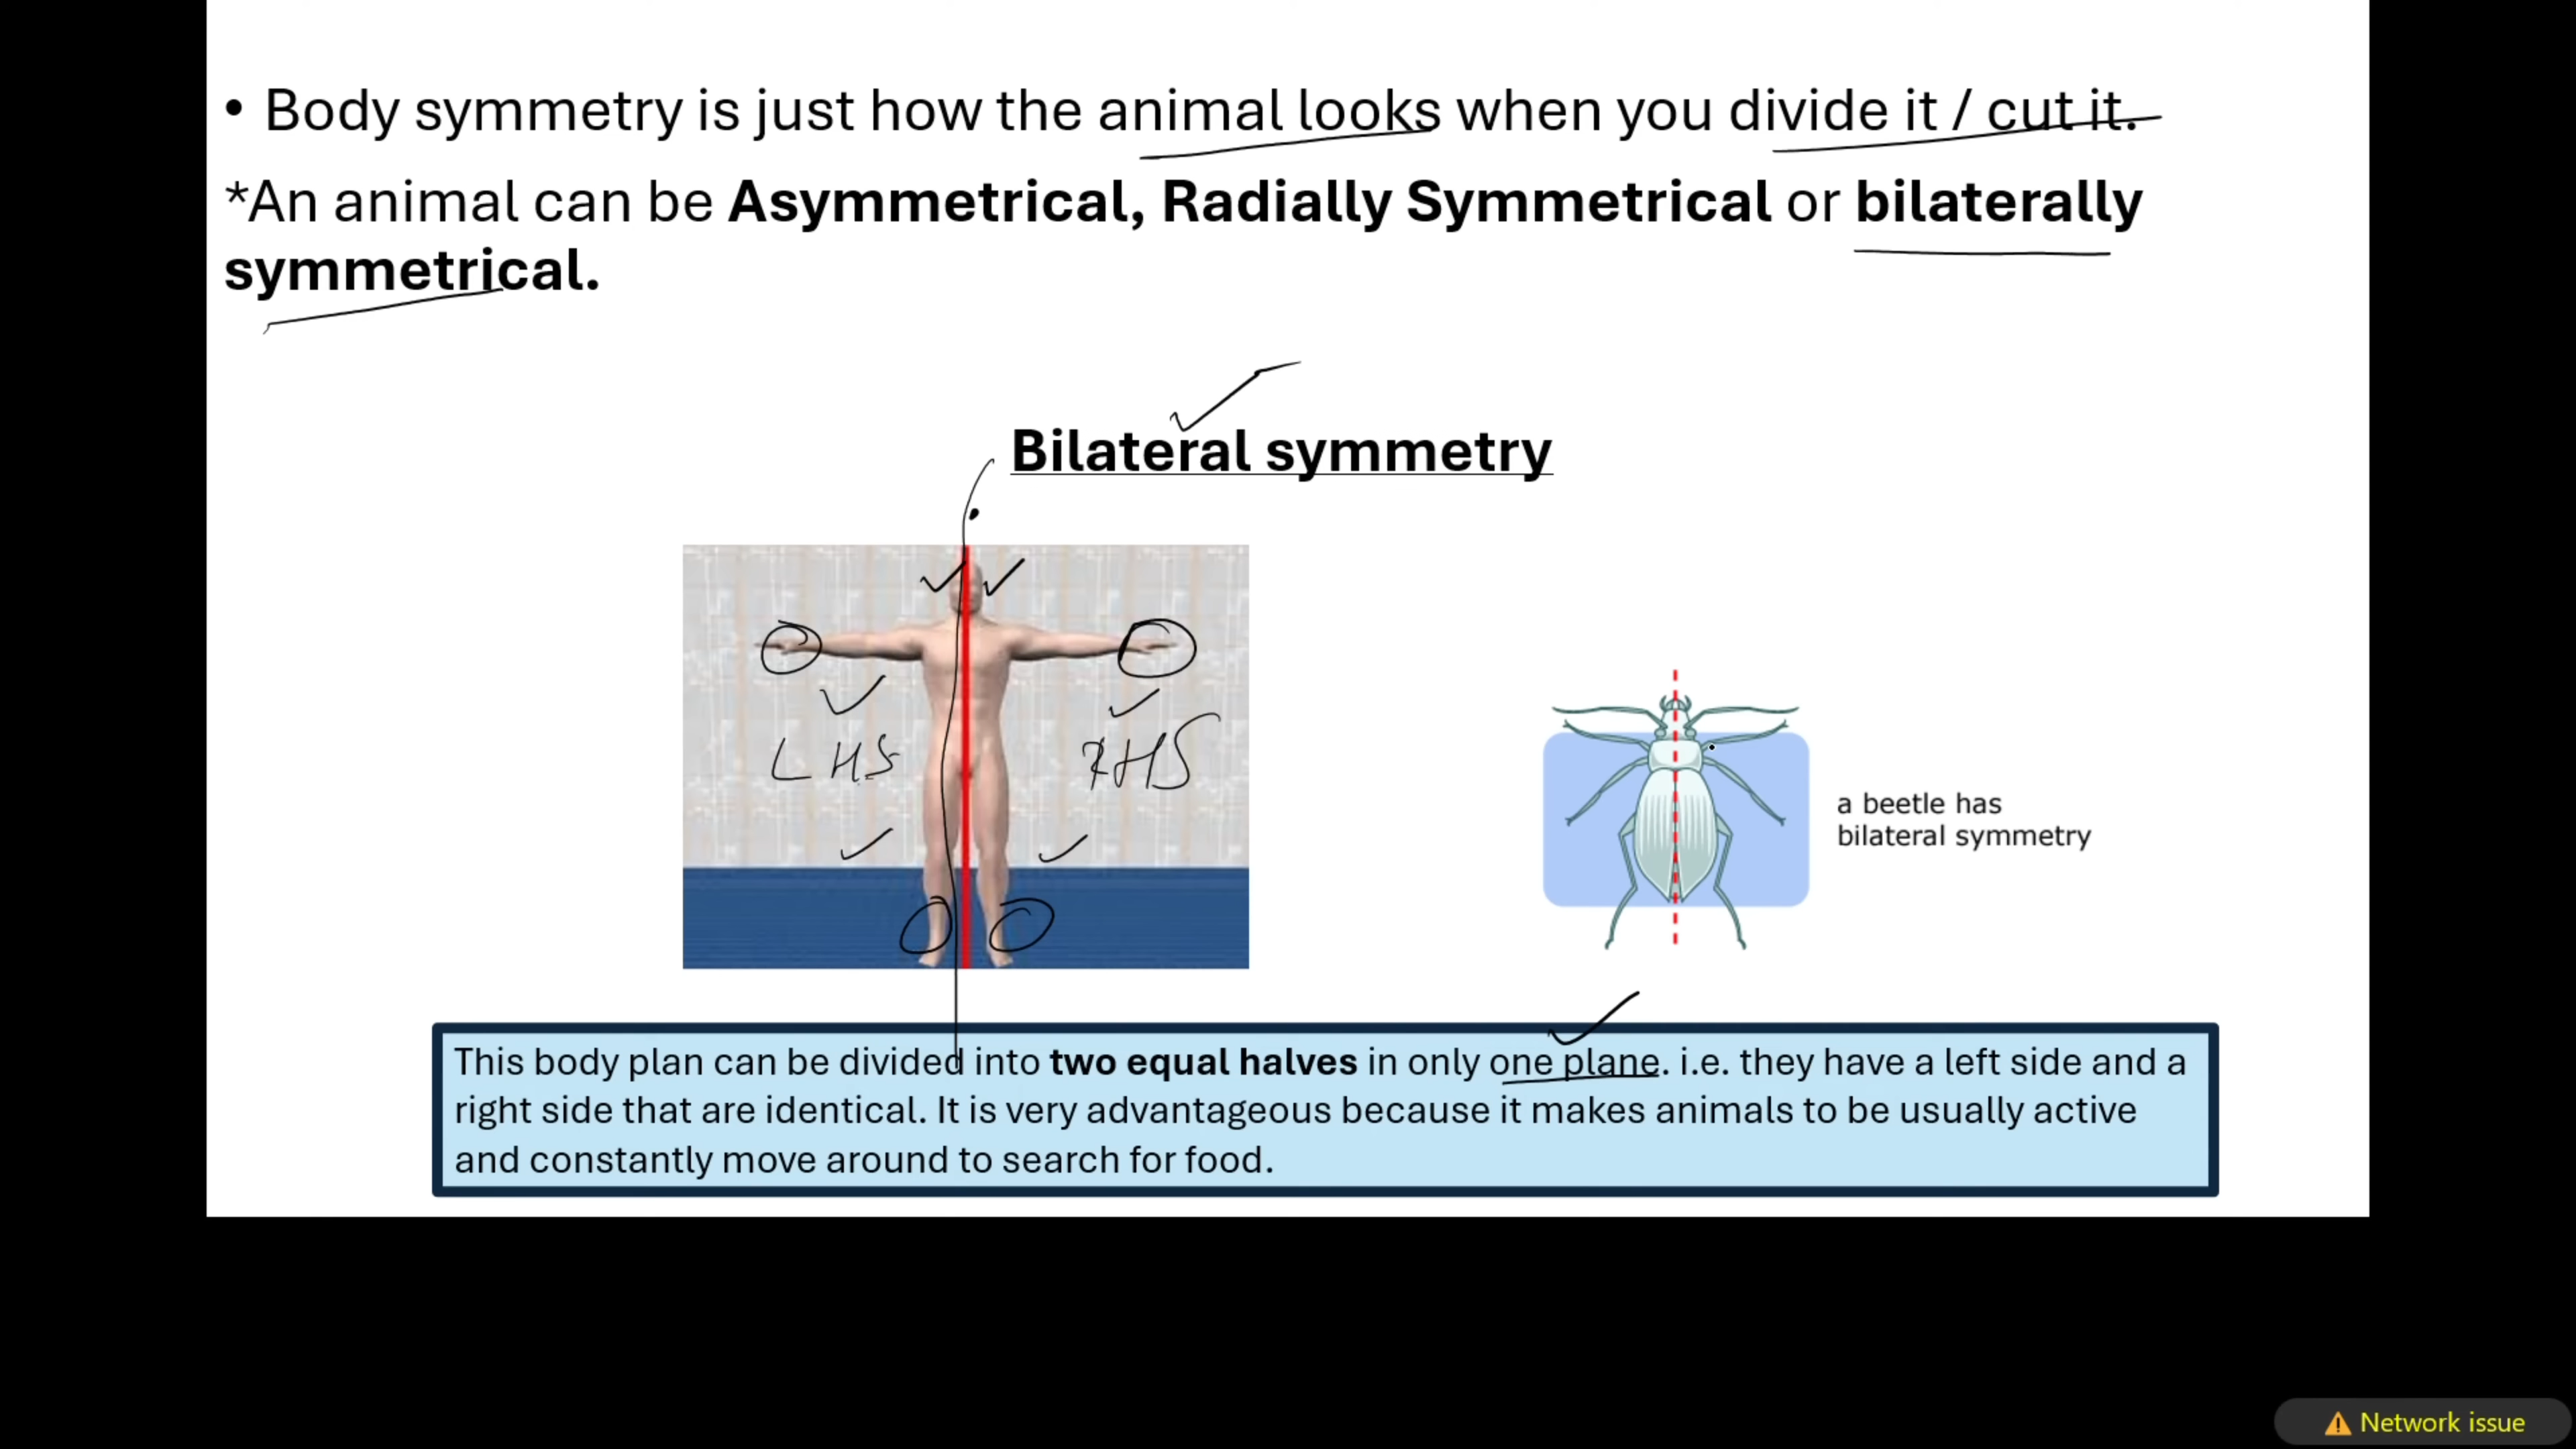 • Body symmetry is just how the animal looks when you divide it / cut it.
*An animal can be Asymmetrical, Radially Symmetrical or bilaterally
symmetrical.
Bilateral symmetry
LHS
RHS
a beetle has
bilateral symmetry
This body plan can be divided into two equal halves in only one plane. i.e. they have a left side and a
right side that are identical. It is very advantageous because it makes animals to be usually active
and constantly move around to search for food.
Network issue